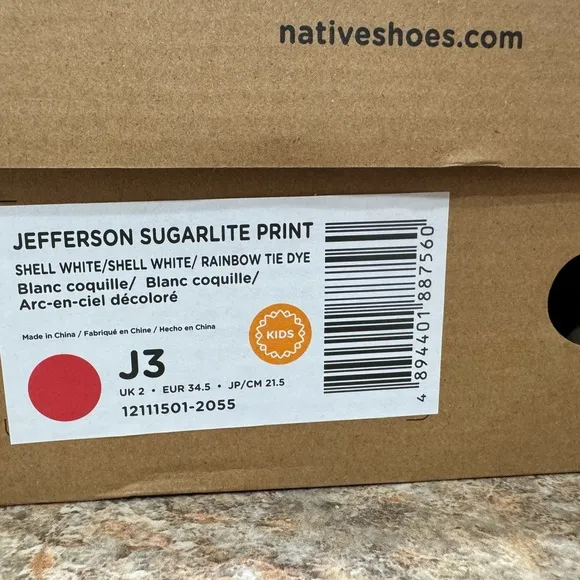 nativeshoes.com
JEFFERSON SUGARLITE PRINT
SHELL WHITE/SHELL WHITE/ RAINBOW TIE DYE
Blanc coquille/ Blanc coquille/
Arc-en-ciel décoloré
Made in China / Fabriqué en Chine / Hecho en China
KIDS
J3
UK 2 • EUR 34.5 • JP/CM 21.5
12111501-2055
4 894401 887560